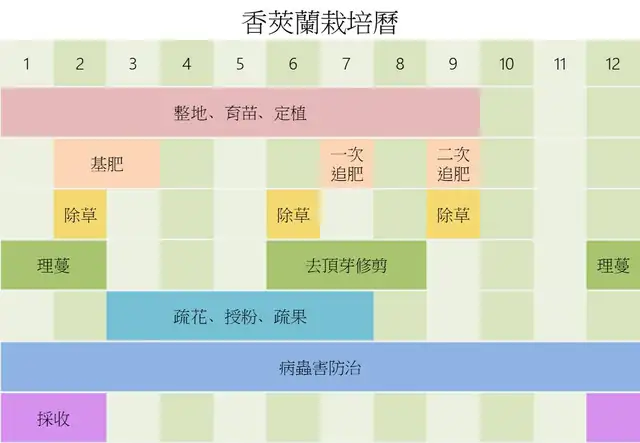 香莢蘭栽培曆
1 2 3 4 5 6 7 8 9 10 11 12
整地、育苗、定植
基肥
一次
追肥
二次
追肥
除草 除草 除草
理蔓 去頂芽修剪 理蔓
疏花、授粉、疏果
病蟲害防治
採收